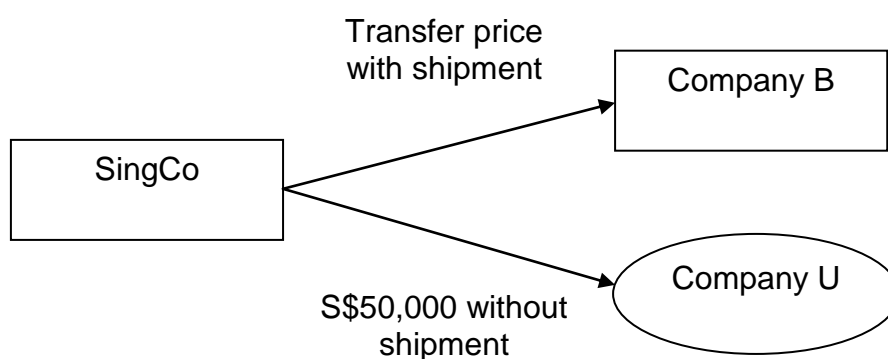 Transfer price
with shipment
Company B
SingCo
Company U
S$50,000 without
shipment